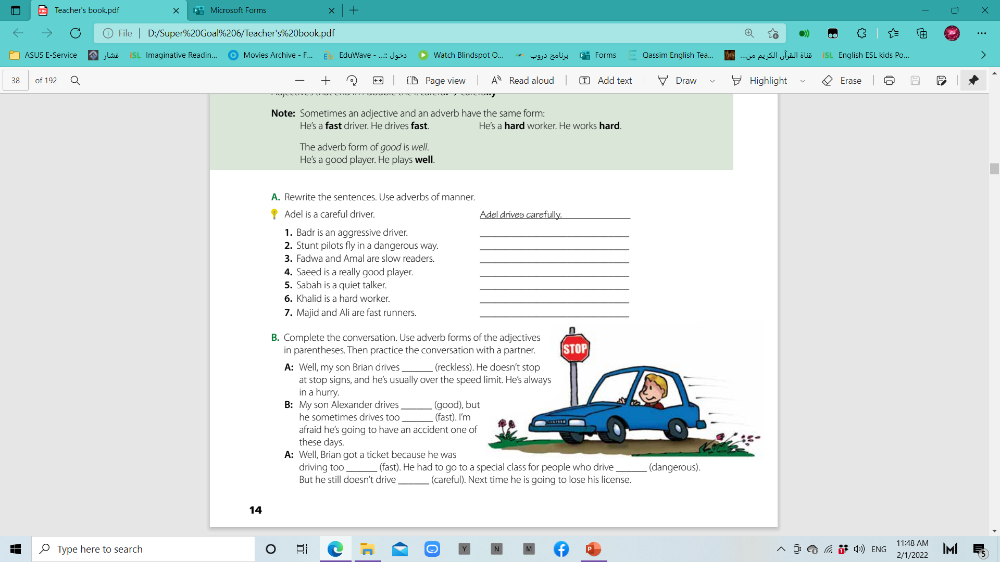 Teacher's book.pdf
Microsoft Forms
File
D:/Super%20Goal%206/Teacher's%20book.pdf
ASUS E-Service
فشار
iSL Imaginative Readin...
Movies Archive - F...
EduWave - ...:: دخول
Watch Blindspot O...
برنامج دروب
Forms
Qassim English Tea...
قناة القرآن الكريم من...
iSL English ESL kids Po...
38 of 192
Page view
Read aloud
Add text
Draw
Highlight
Erase
Adjectives that end in l double the l: careful → carefully
Note: Sometimes an adjective and an adverb have the same form:
He's a fast driver. He drives fast. He's a hard worker. He works hard.
The adverb form of good is well.
He's a good player. He plays well.
A. Rewrite the sentences. Use adverbs of manner.
Adel is a careful driver. Adel drives carefully.
1. Badr is an aggressive driver.
2. Stunt pilots fly in a dangerous way.
3. Fadwa and Amal are slow readers.
4. Saeed is a really good player.
5. Sabah is a quiet talker.
6. Khalid is a hard worker.
7. Majid and Ali are fast runners.
B. Complete the conversation. Use adverb forms of the adjectives
in parentheses. Then practice the conversation with a partner.
A: Well, my son Brian drives ______ (reckless). He doesn't stop
at stop signs, and he's usually over the speed limit. He's always
in a hurry.
B: My son Alexander drives ______ (good), but
he sometimes drives too ______ (fast). I'm
afraid he's going to have an accident one of
these days.
A: Well, Brian got a ticket because he was
driving too ______ (fast). He had to go to a special class for people who drive ______ (dangerous).
But he still doesn't drive ______ (careful). Next time he is going to lose his license.
STOP
14
Type here to search
Y
N
M
P
1
ENG
11:48 AM
2/1/2022
5